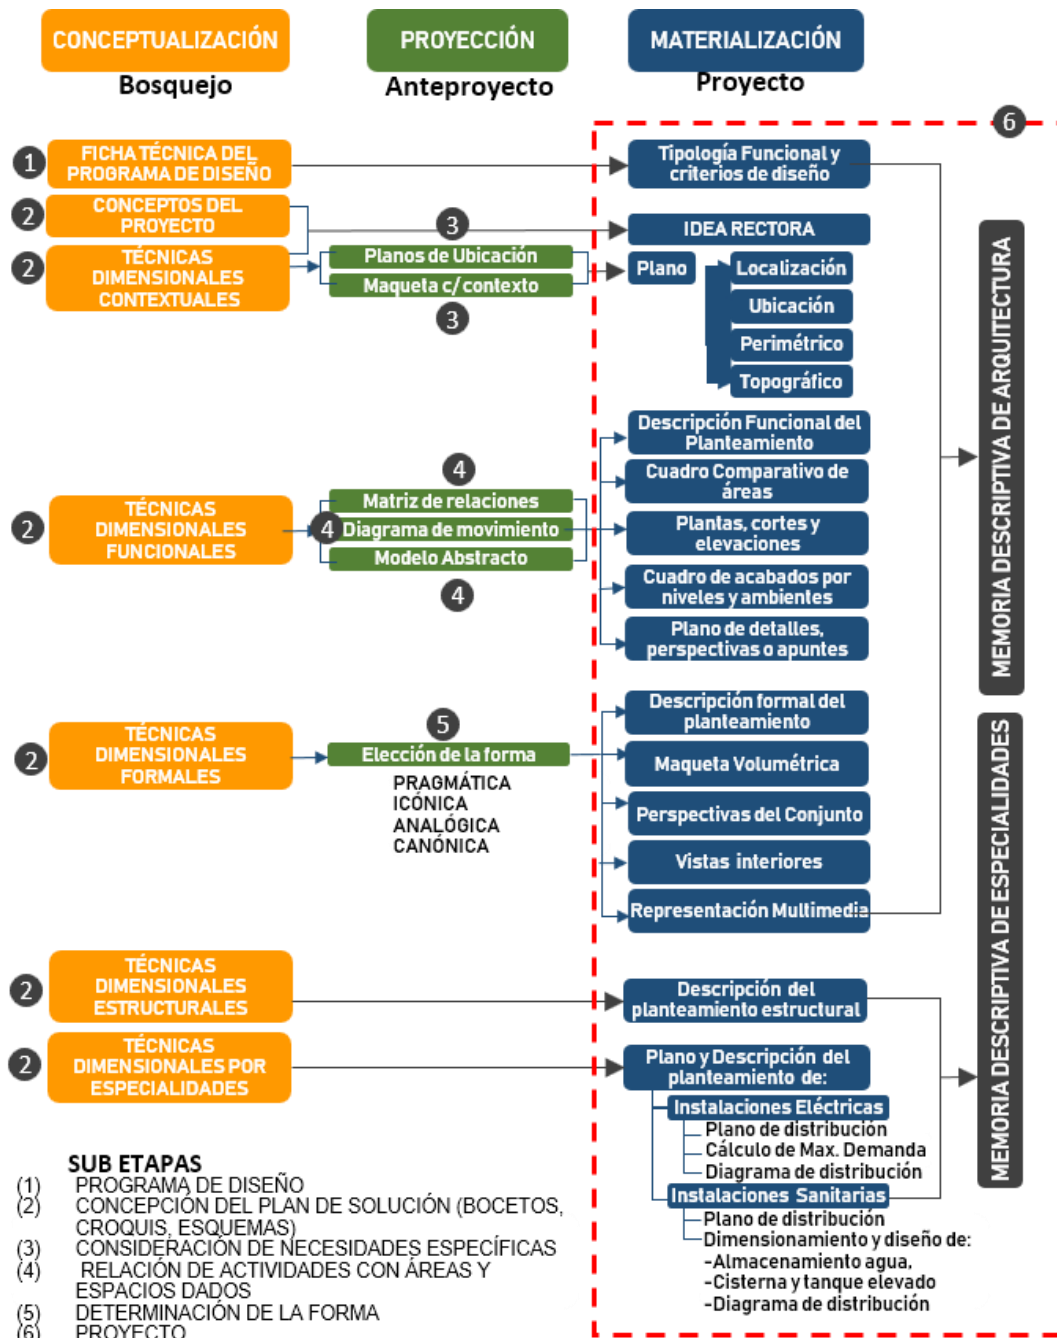 CONCEPTUALIZACIÓN
Bosquejo
PROYECCIÓN
Anteproyecto
MATERIALIZACIÓN
Proyecto
6
1
FICHA TÉCNICA DEL
PROGRAMA DE DISEÑO
Tipología Funcional y
criterios de diseño
2
CONCEPTOS DEL
PROYECTO
3
IDEA RECTORA
2
TÉCNICAS
DIMENSIONALES
CONTEXTUALES
Planos de Ubicación
Maqueta c/ contexto
3
Plano
Localización
Ubicación
Perimétrico
Topográfico
MEMORIA DESCRIPTIVA DE ARQUITECTURA
2
TÉCNICAS
DIMENSIONALES
FUNCIONALES
4
Matriz de relaciones
4
Diagrama de movimiento
Modelo Abstracto
4
Descripción Funcional del
Planteamiento
Cuadro Comparativo de
áreas
Plantas, cortes y
elevaciones
Cuadro de acabados por
niveles y ambientes
Plano de detalles,
perspectivas o apuntes
2
TÉCNICAS
DIMENSIONALES
FORMALES
5
Elección de la forma
PRAGMÁTICA
ICÓNICA
ANALÓGICA
CANÓNICA
Descripción formal del
planteamiento
Maqueta Volumétrica
Perspectivas del Conjunto
Vistas interiores
Representación Multimedia
MEMORIA DESCRIPTIVA DE ESPECIALIDADES
2
TÉCNICAS
DIMENSIONALES
ESTRUCTURALES
Descripción del
planteamiento estructural
2
TÉCNICAS
DIMENSIONALES POR
ESPECIALIDADES
Plano y Descripción del
planteamiento de:
Instalaciones Eléctricas
Plano de distribución
Cálculo de Max. Demanda
Diagrama de distribución
Instalaciones Sanitarias
Plano de distribución
Dimensionamiento y diseño de:
-Almacenamiento agua,
-Cisterna y tanque elevado
-Diagrama de distribución
SUB ETAPAS
(1) PROGRAMA DE DISEÑO
(2) CONCEPCIÓN DEL PLAN DE SOLUCIÓN (BOCETOS,
CROQUIS, ESQUEMAS)
(3) CONSIDERACIÓN DE NECESIDADES ESPECÍFICAS
(4) RELACIÓN DE ACTIVIDADES CON ÁREAS Y
ESPACIOS DADOS
(5) DETERMINACIÓN DE LA FORMA
(6) PROYECTO